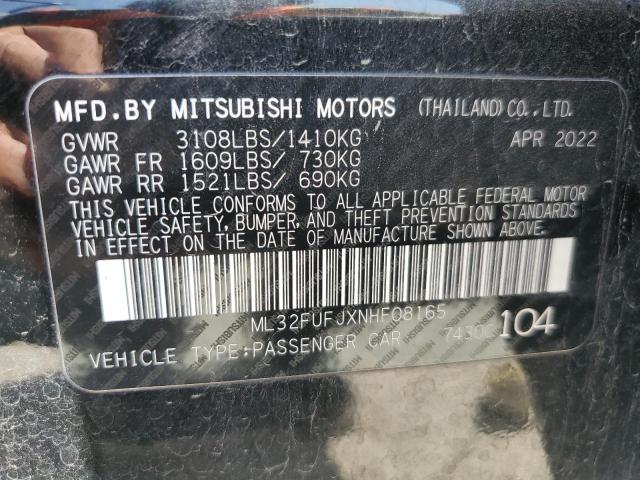 MFD.BY MITSUBISHI MOTORS (THAILAND)CO.,LTD.
GVWR 3108LBS/1410KG APR 2022
GAWR FR 1609LBS/ 730KG
GAWR RR 1521LBS/ 690KG
THIS VEHICLE CONFORMS TO ALL APPLICABLE FEDERAL MOTOR
VEHICLE SAFETY, BUMPER, AND THEFT PREVENTION STANDARDS
IN EFFECT ON THE DATE OF MANUFACTURE SHOWN ABOVE.
ML32FUFJXNHF08165
VEHICLE TYPE:PASSENGER CAR 104